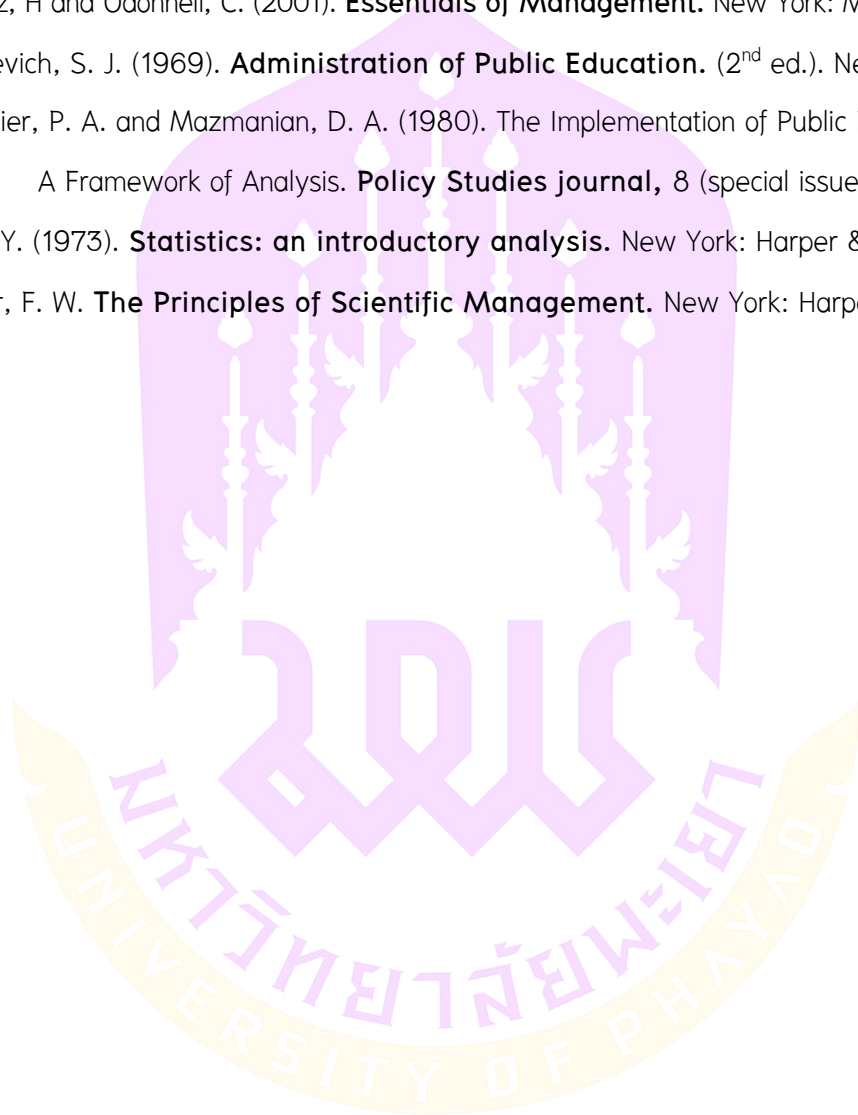 z, H and Odonnell, C. (2001). Essentials of Management. New York: M
evich, S. J. (1969). Administration of Public Education. (2nd ed.). Ne
ier, P. A. and Mazmanian, D. A. (1980). The Implementation of Public
A Framework of Analysis. Policy Studies journal, 8 (special issue
Y. (1973). Statistics: an introductory analysis. New York: Harper &
, F. W. The Principles of Scientific Management. New York: Harpe
มหาวิทยาลัยพะเยา
UNIVERSITY OF PHAYAO